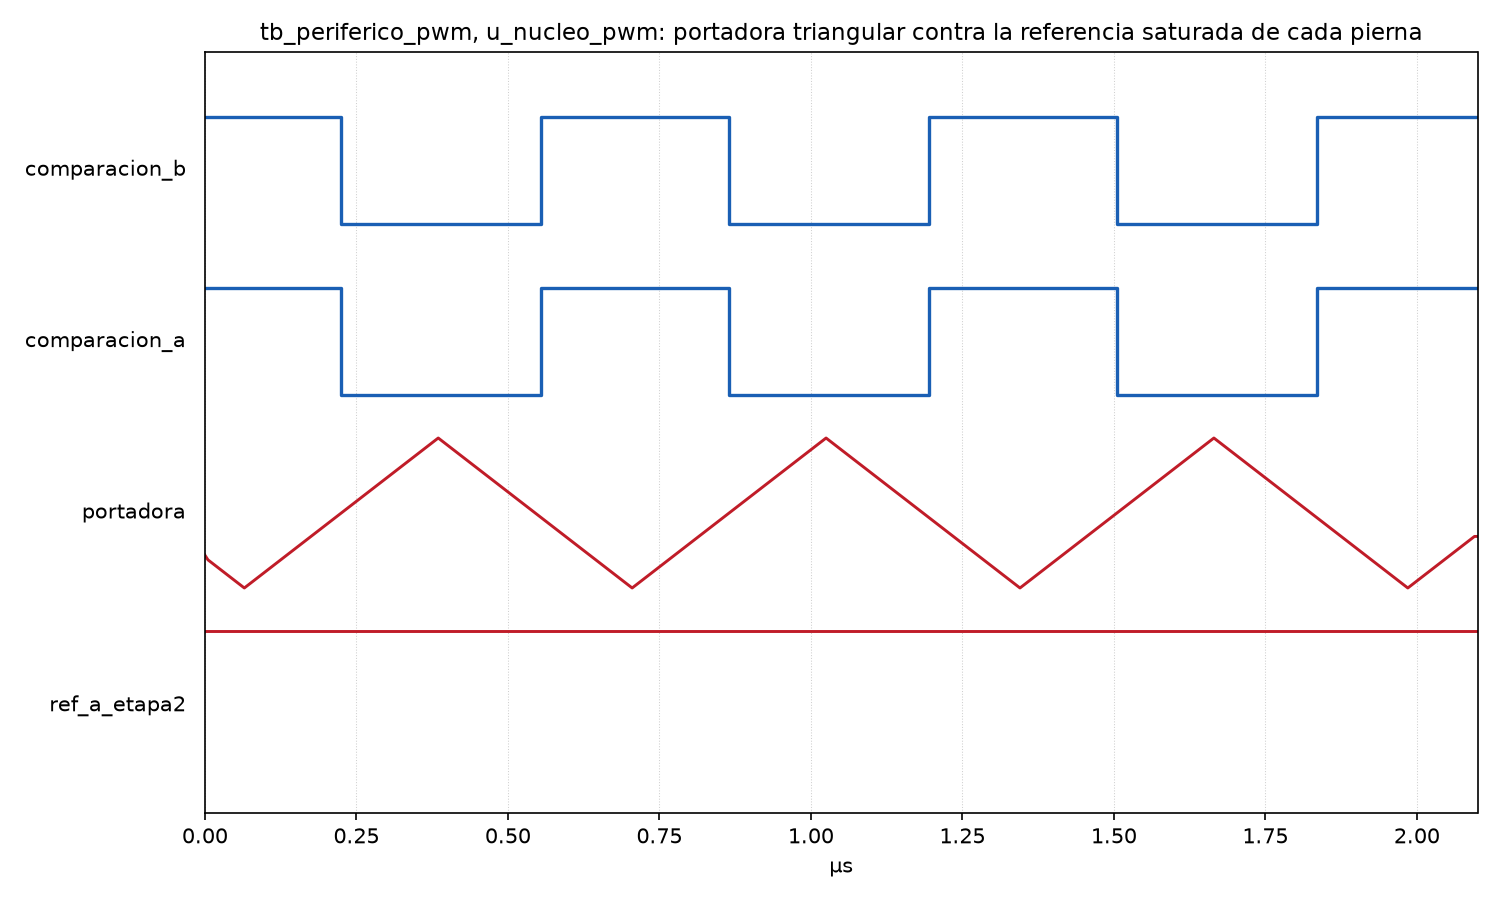 tb_periferico_pwm, u_nucleo_pwm: portadora triangular contra la referencia saturada de cada pierna
comparacion_b
comparacion_a
portadora
ref_a_etapa2
0.00 0.25 0.50 0.75 1.00 1.25 1.50 1.75 2.00
µs